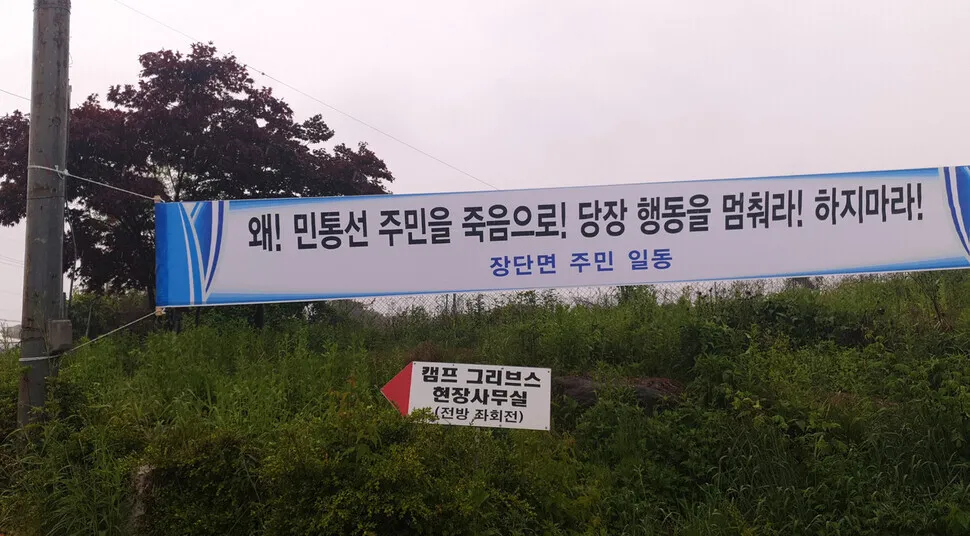 왜! 민통선 주민을 죽음으로! 당장 행동을 멈춰라! 하지마라!
장단면 주민 일동
캠프 그리브스
현장사무실
(전방 좌회전)